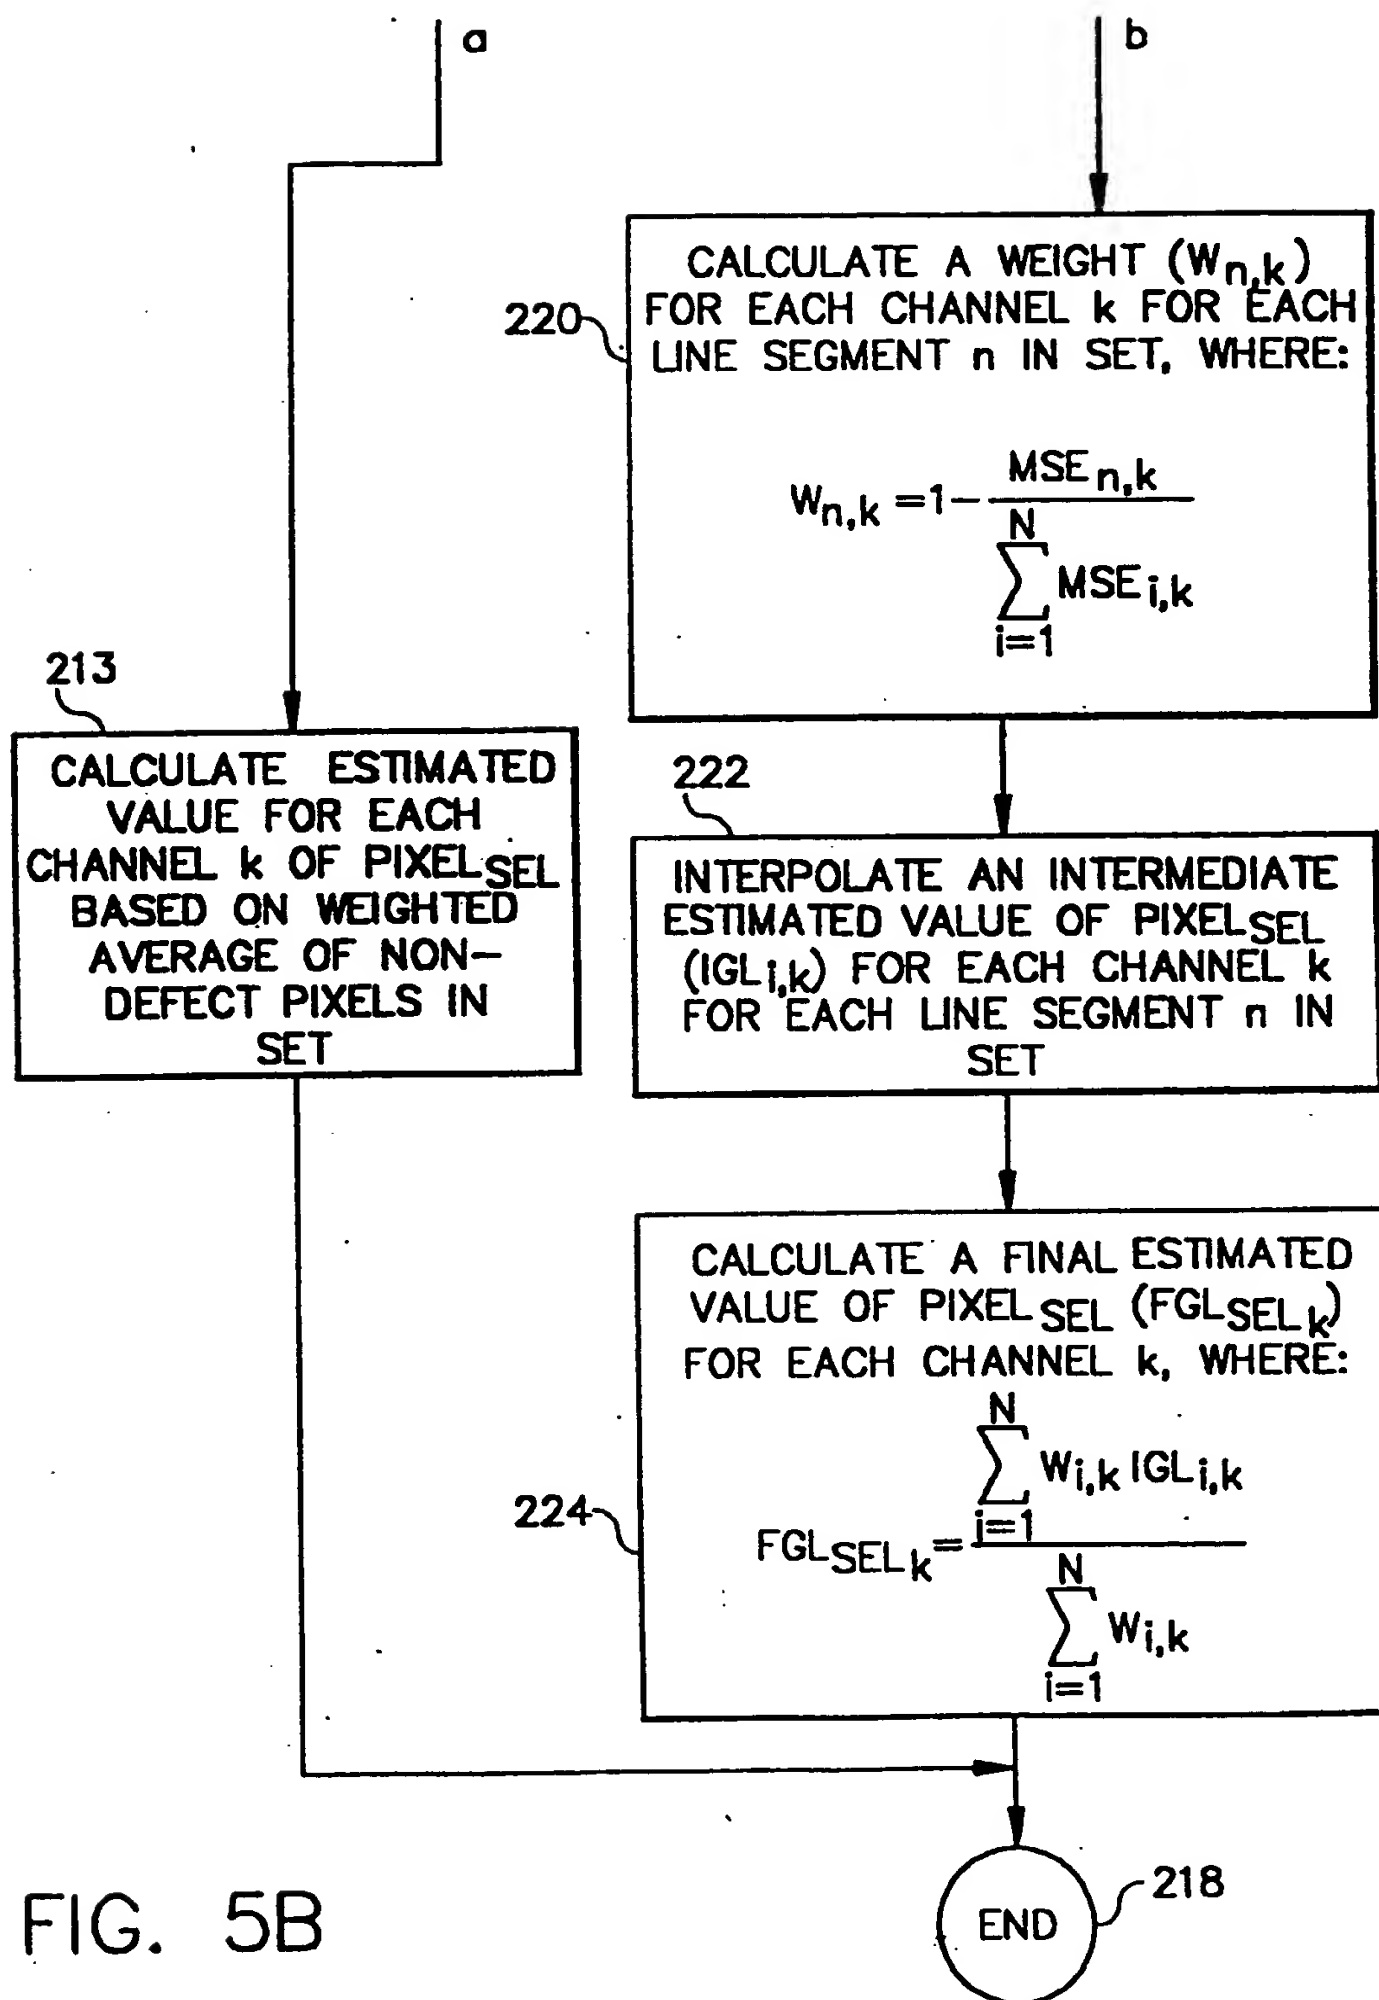 a
b
220
CALCULATE A WEIGHT (Wn,k)
FOR EACH CHANNEL k FOR EACH
LINE SEGMENT n IN SET, WHERE:
Wn,k = 1 - MSEn,k
N
∑ MSEi,k
i=1
213
CALCULATE ESTIMATED
VALUE FOR EACH
CHANNEL k OF PIXELSEL
BASED ON WEIGHTED
AVERAGE OF NON-
DEFECT PIXELS IN
SET
222
INTERPOLATE AN INTERMEDIATE
ESTIMATED VALUE OF PIXELSEL
(IGLi,k) FOR EACH CHANNEL k
FOR EACH LINE SEGMENT n IN
SET
224
CALCULATE A FINAL ESTIMATED
VALUE OF PIXELSEL (FGLSELk)
FOR EACH CHANNEL k, WHERE:
N
∑ Wi,k IGLi,k
i=1
FGLSELk =
N
∑ Wi,k
i=1
END
218
FIG. 5B